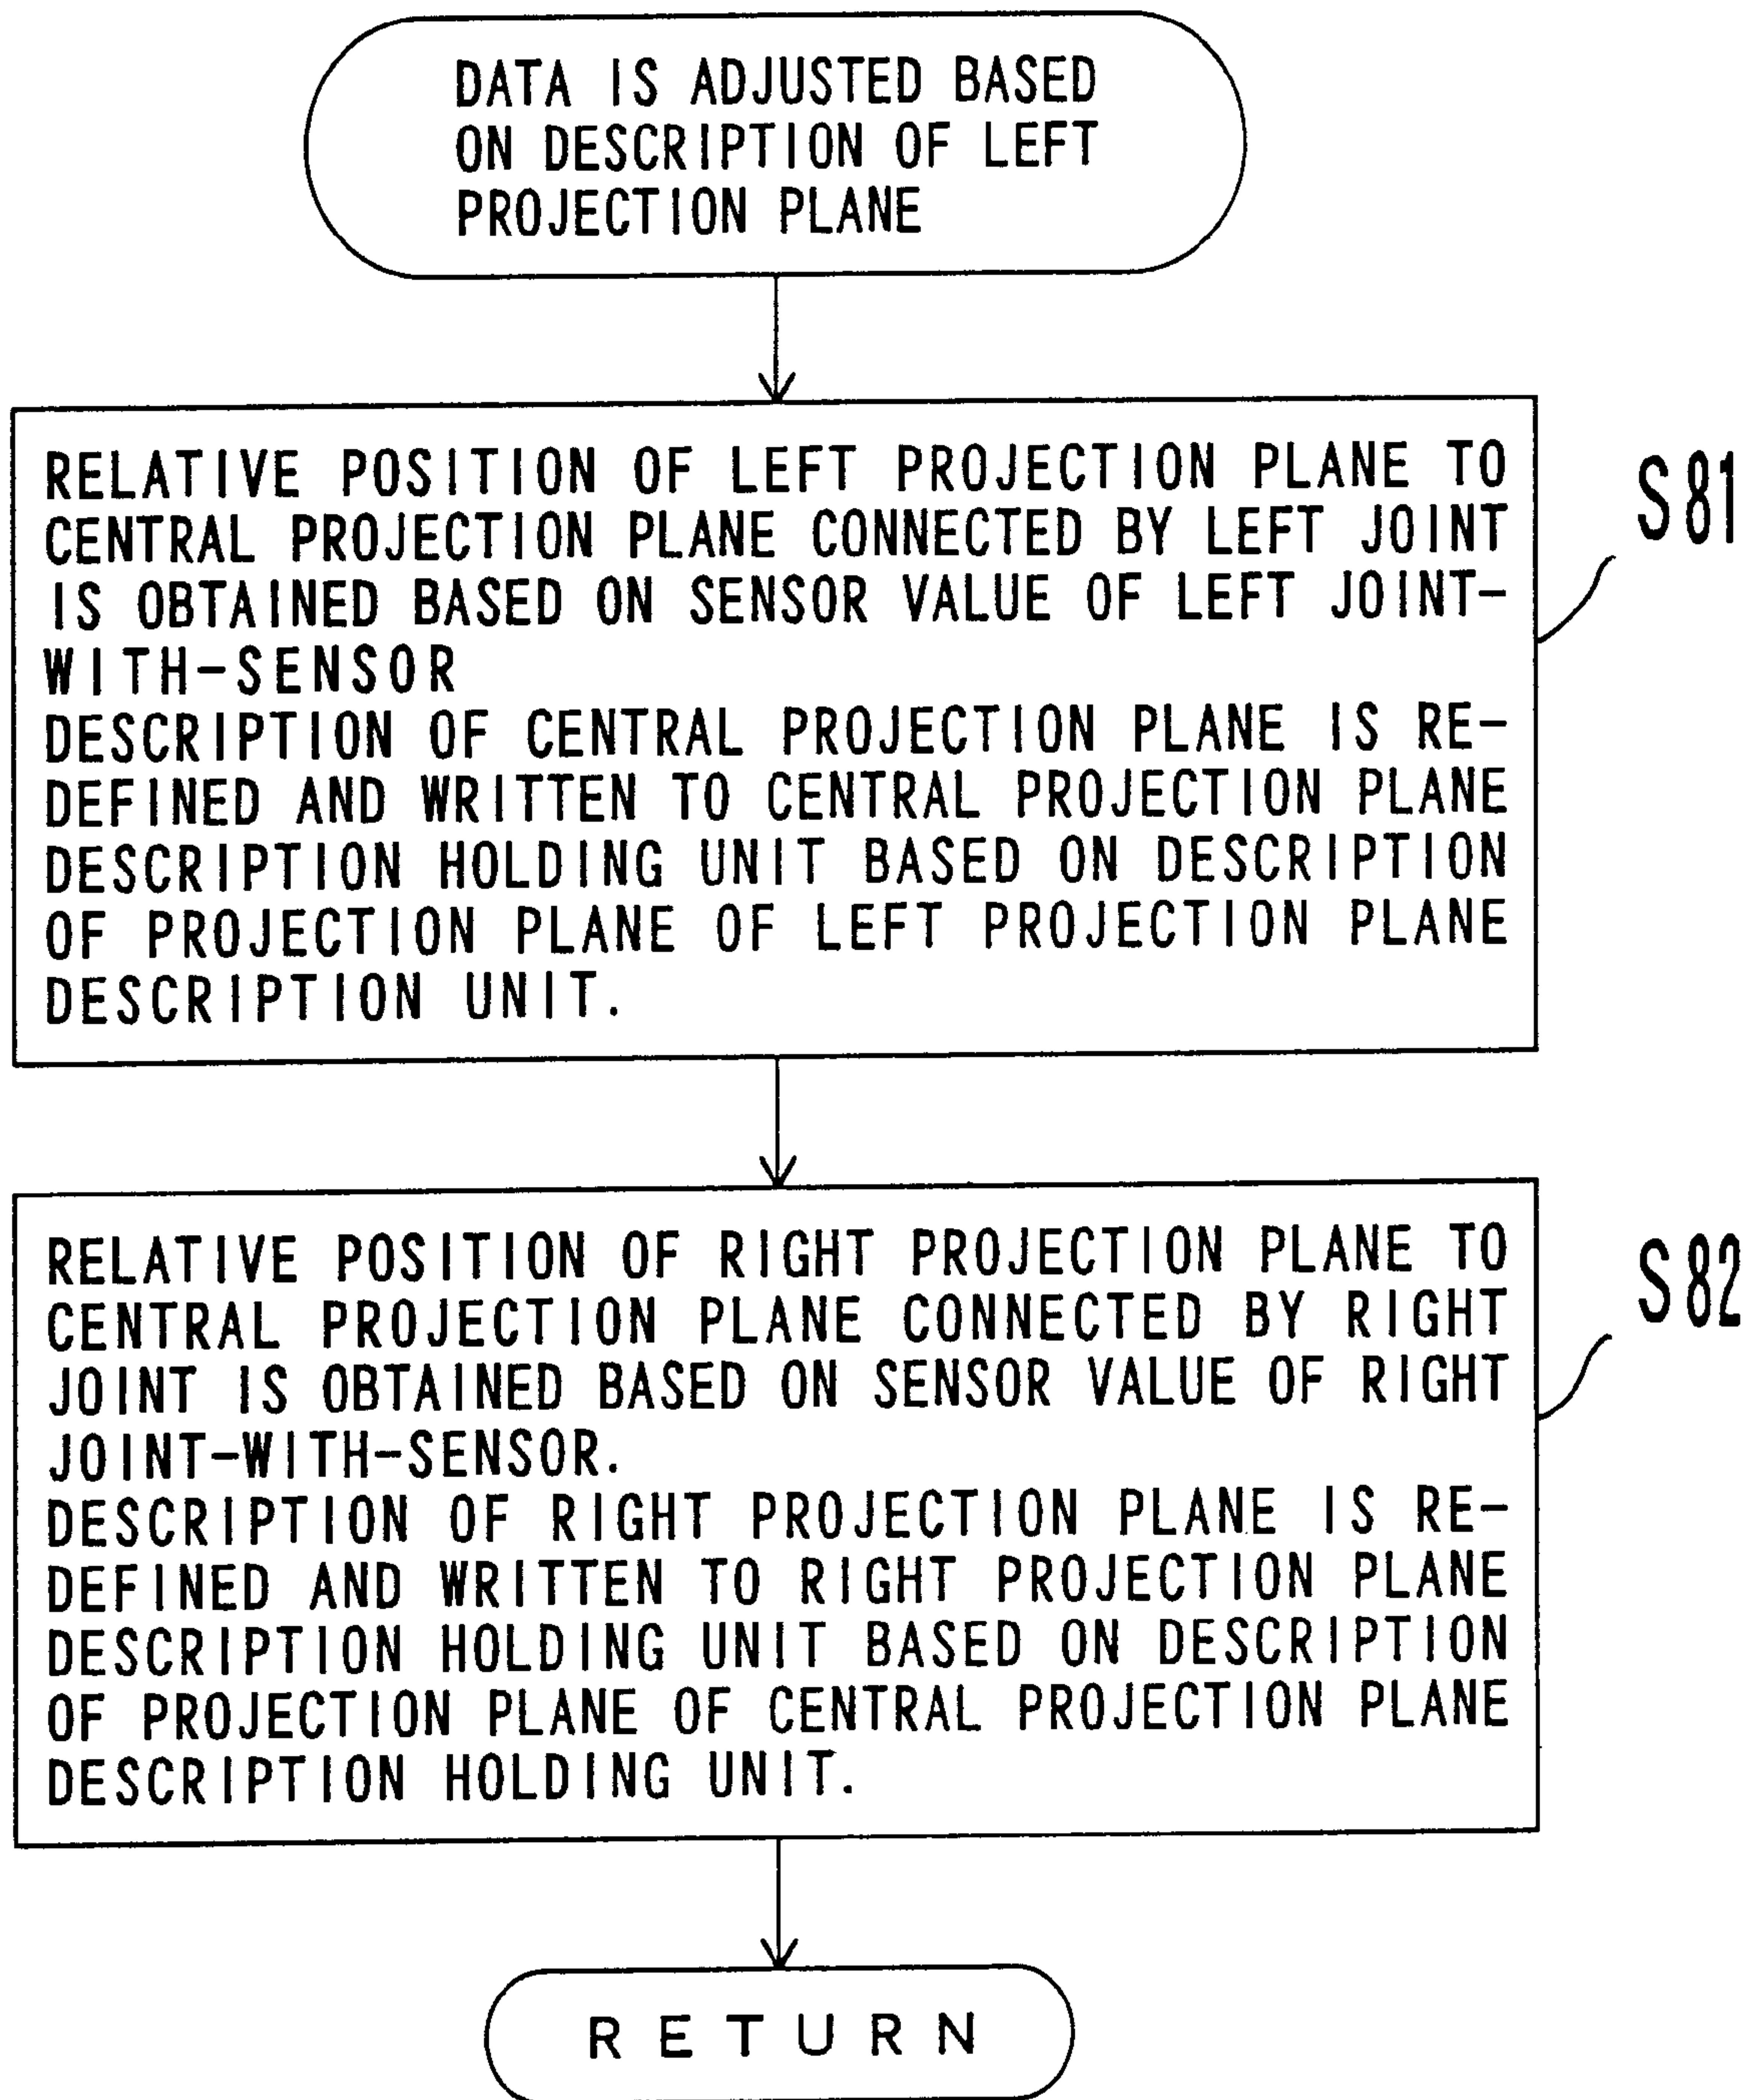 DATA IS ADJUSTED BASED
ON DESCRIPTION OF LEFT
PROJECTION PLANE
RELATIVE POSITION OF LEFT PROJECTION PLANE TO
CENTRAL PROJECTION PLANE CONNECTED BY LEFT JOINT
IS OBTAINED BASED ON SENSOR VALUE OF LEFT JOINT-
WITH-SENSOR
DESCRIPTION OF CENTRAL PROJECTION PLANE IS RE-
DEFINED AND WRITTEN TO CENTRAL PROJECTION PLANE
DESCRIPTION HOLDING UNIT BASED ON DESCRIPTION
OF PROJECTION PLANE OF LEFT PROJECTION PLANE
DESCRIPTION UNIT.
S81
RELATIVE POSITION OF RIGHT PROJECTION PLANE TO
CENTRAL PROJECTION PLANE CONNECTED BY RIGHT
JOINT IS OBTAINED BASED ON SENSOR VALUE OF RIGHT
JOINT-WITH-SENSOR.
DESCRIPTION OF RIGHT PROJECTION PLANE IS RE-
DEFINED AND WRITTEN TO RIGHT PROJECTION PLANE
DESCRIPTION HOLDING UNIT BASED ON DESCRIPTION
OF PROJECTION PLANE OF CENTRAL PROJECTION PLANE
DESCRIPTION HOLDING UNIT.
S82
RETURN